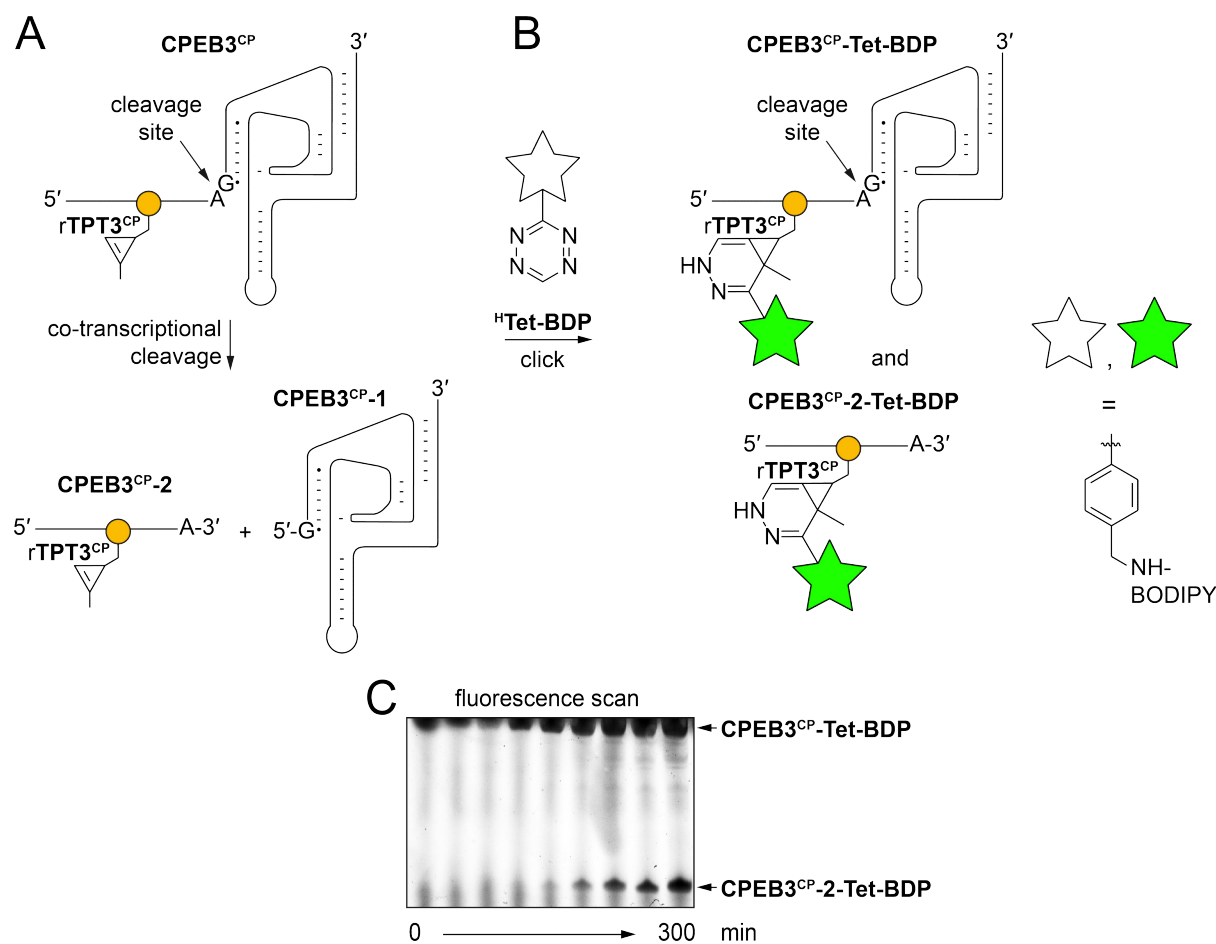 A
CPEB3ᶜᴾ
3′
cleavage
site
G
A
5′
rTPT3ᶜᴾ
co-transcriptional
cleavage
CPEB3ᶜᴾ-1
3′
CPEB3ᶜᴾ-2
5′
A-3′
+
5′-G
rTPT3ᶜᴾ
B
N
N
N
N
ᴴTet-BDP
click
CPEB3ᶜᴾ-Tet-BDP
3′
cleavage
site
G
A
5′
rTPT3ᶜᴾ
HN
N
and
CPEB3ᶜᴾ-2-Tet-BDP
5′
A-3′
rTPT3ᶜᴾ
HN
N
,
=
NH-
BODIPY
C
fluorescence scan
CPEB3ᶜᴾ-Tet-BDP
CPEB3ᶜᴾ-2-Tet-BDP
0 300 min